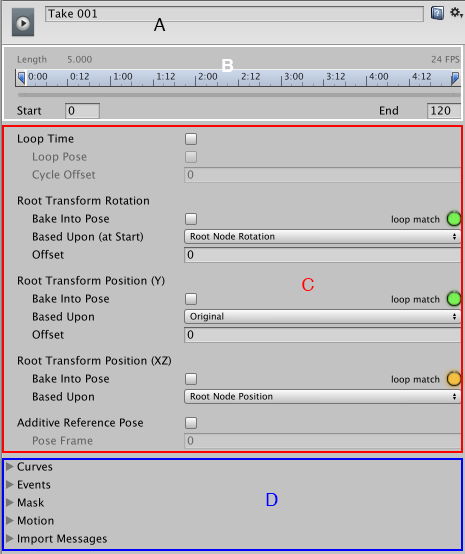 Take 001
A
Length 5.000 B 24 FPS
0:00 0:12 1:00 1:12 2:00 2:12 3:00 3:12 4:00 4:12
Start 0 End 120
Loop Time
Loop Pose
Cycle Offset 0
Root Transform Rotation
Bake Into Pose loop match
Based Upon (at Start) Root Node Rotation
Offset 0
Root Transform Position (Y) C
Bake Into Pose loop match
Based Upon Original
Offset 0
Root Transform Position (XZ)
Bake Into Pose loop match
Based Upon Root Node Position
Additive Reference Pose
Pose Frame 0
Curves
Events
Mask D
Motion
Import Messages